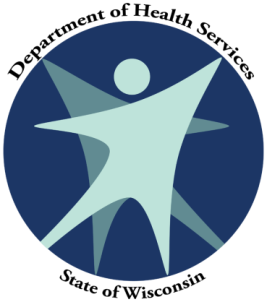 Department of Health Services
State of Wisconsin